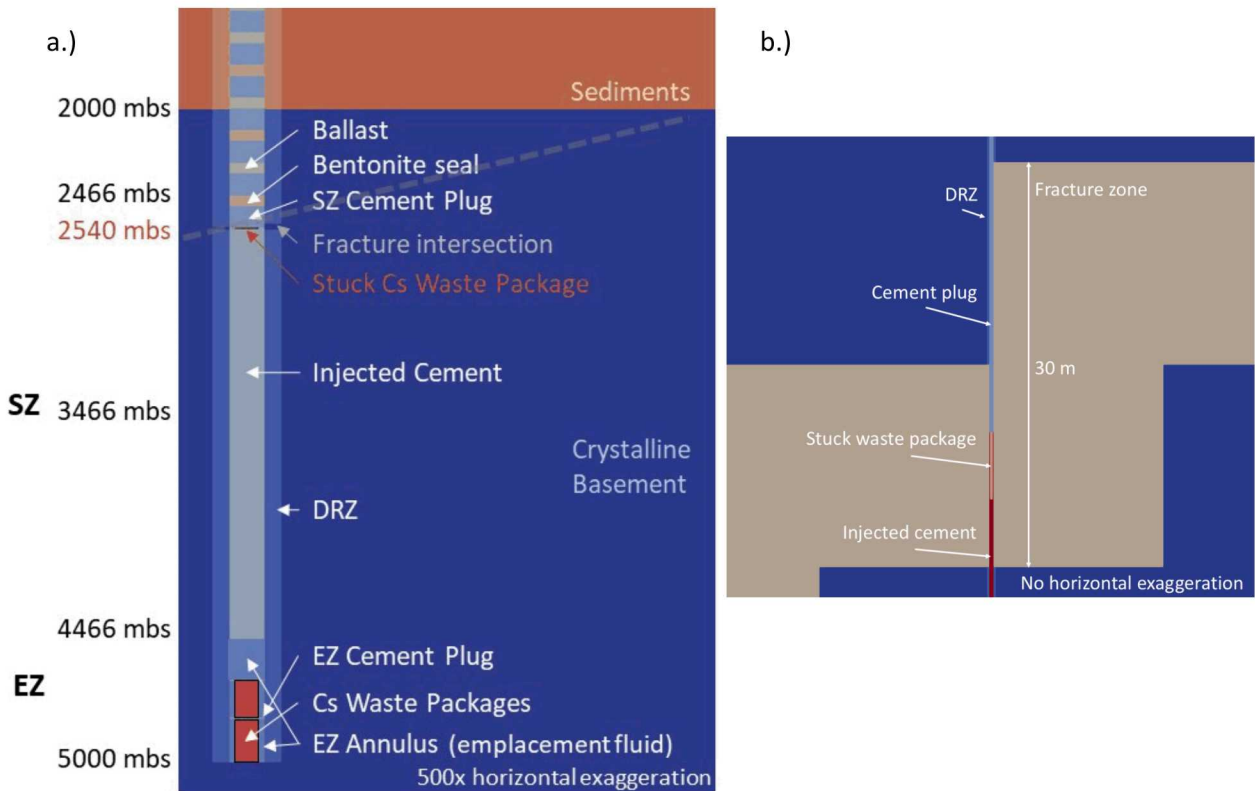 a.)
Sediments
2000 mbs
Ballast
Bentonite seal
2466 mbs
SZ Cement Plug
2540 mbs
Fracture intersection
Stuck Cs Waste Package
Injected Cement
SZ
3466 mbs
Crystalline
Basement
DRZ
4466 mbs
EZ Cement Plug
EZ
Cs Waste Packages
EZ Annulus (emplacement fluid)
5000 mbs
500x horizontal exaggeration
b.)
Fracture zone
DRZ
Cement plug
30 m
Stuck waste package
Injected cement
No horizontal exaggeration